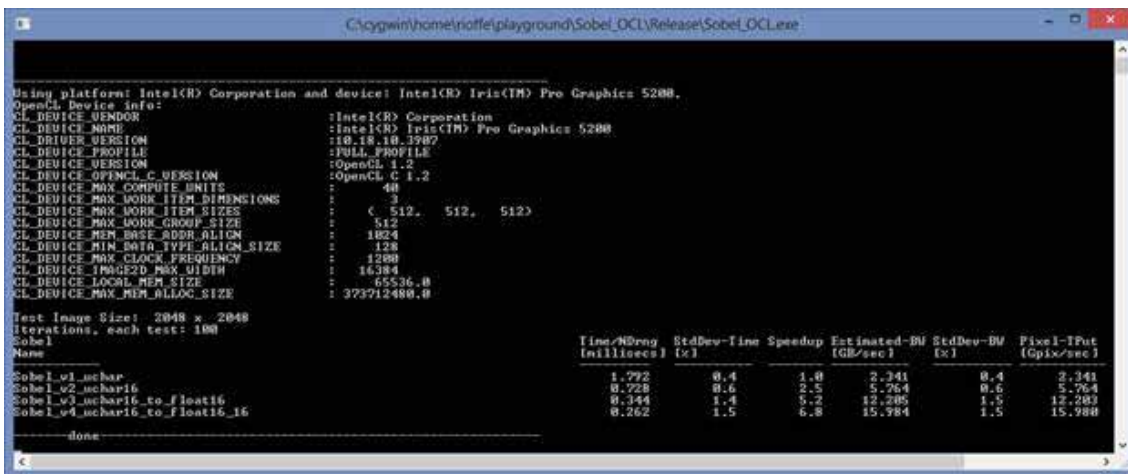 C:\cygwin\home\rioffe\playground\Sobel_OCL\Release\Sobel_OCL.exe
Using platform: Intel(R) Corporation and device: Intel(R) Iris(TM) Pro Graphics 5200.
OpenCL Device info:
CL_DEVICE_VENDOR :Intel(R) Corporation
CL_DEVICE_NAME :Intel(R) Iris(TM) Pro Graphics 5200
CL_DRIVER_VERSION :10.18.10.3907
CL_DEVICE_PROFILE :FULL_PROFILE
CL_DEVICE_VERSION :OpenCL 1.2
CL_DEVICE_OPENCL_C_VERSION :OpenCL C 1.2
CL_DEVICE_MAX_COMPUTE_UNITS : 40
CL_DEVICE_MAX_WORK_ITEM_DIMENSIONS : 3
CL_DEVICE_MAX_WORK_ITEM_SIZES : ( 512, 512, 512)
CL_DEVICE_MAX_WORK_GROUP_SIZE : 512
CL_DEVICE_MEM_BASE_ADDR_ALIGN : 1024
CL_DEVICE_MIN_DATA_TYPE_ALIGN_SIZE : 128
CL_DEVICE_MAX_CLOCK_FREQUENCY : 1200
CL_DEVICE_IMAGE2D_MAX_WIDTH : 16384
CL_DEVICE_LOCAL_MEM_SIZE : 65536.0
CL_DEVICE_MAX_MEM_ALLOC_SIZE : 373712480.0
Test Image Size: 2048 x 2048
Iterations, each test: 100
Sobel Time/NDrng StdDev-Time Speedup Estimated-BW StdDev-BW Pixel-TPut
Name [millisecs] [%] [GB/sec] [%] [Gpix/sec]
Sobel_v1_uchar 1.792 0.4 1.0 2.341 0.4 2.341
Sobel_v2_uchar16 0.728 0.6 2.5 5.764 0.6 5.764
Sobel_v3_uchar16_to_float16 0.344 1.4 5.2 12.205 1.5 12.203
Sobel_v4_uchar16_to_float16_16 0.262 1.5 6.8 15.984 1.5 15.980
-------done-------